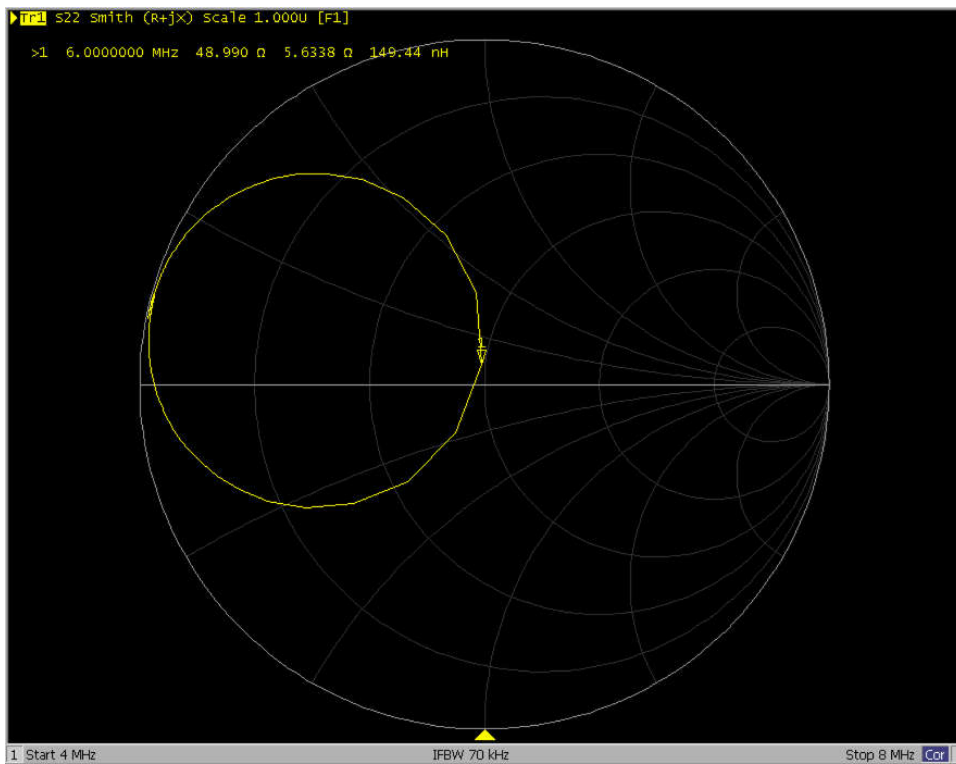 Tr1 S22 Smith (R+jX) Scale 1.000U [F1]
>1 6.0000000 MHz 48.990 Ω 5.6338 Ω 149.44 nH
1
1 Start 4 MHz IFBW 70 kHz Stop 8 MHz Cor